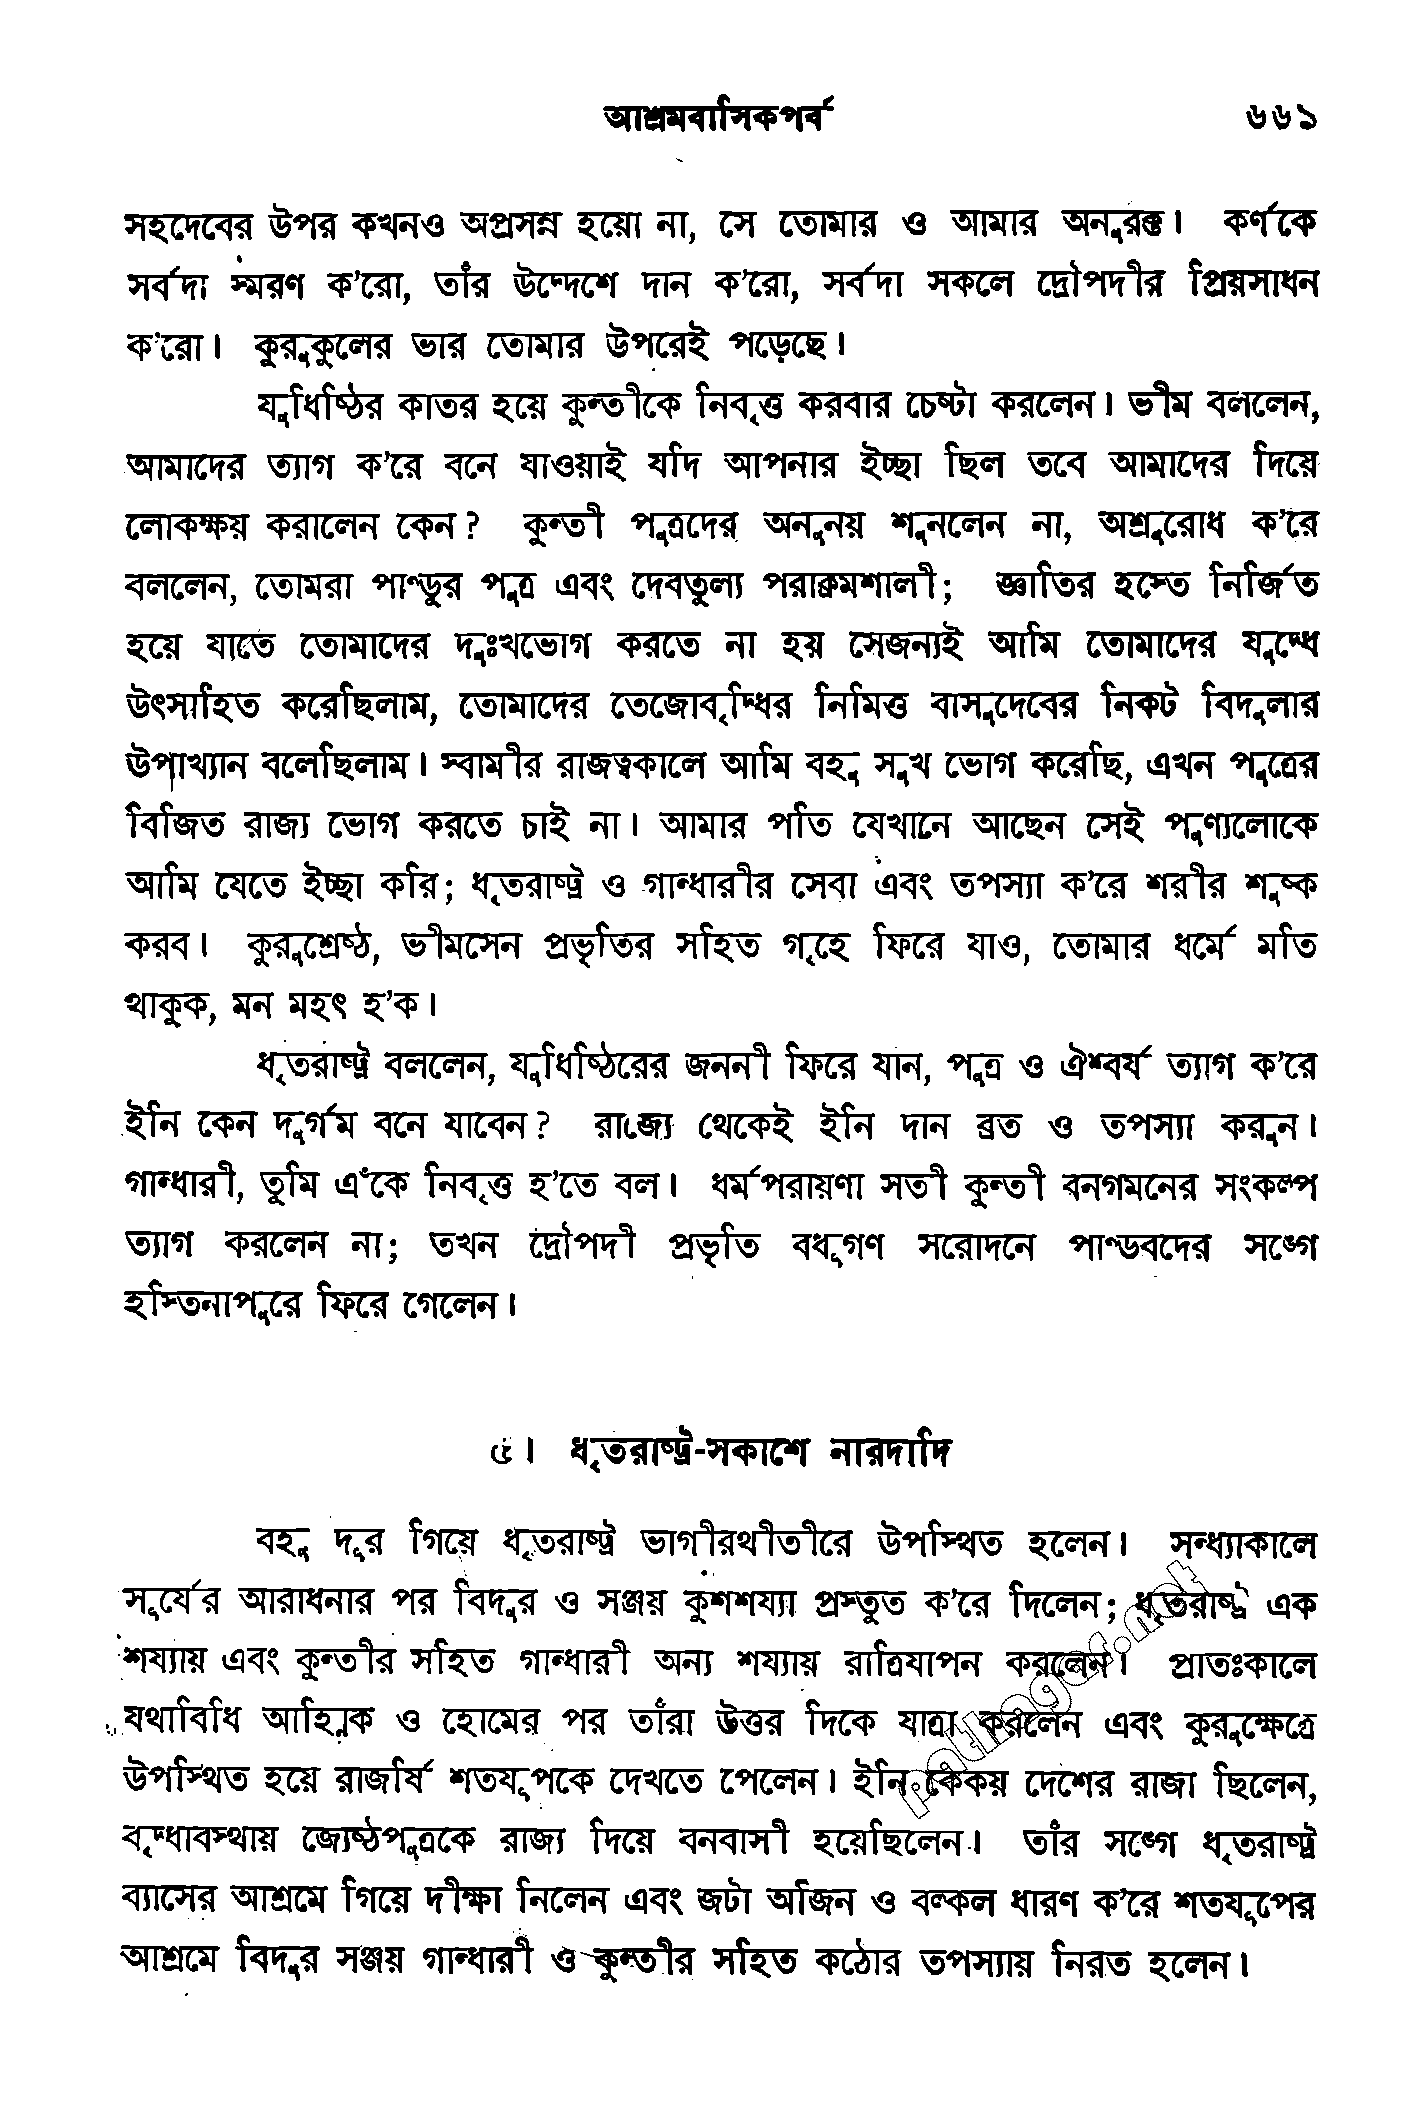 আশ্রমবাসিকপর্ব ৬৬১
সহদেবের উপর কখনও অপ্রসন্ন হয়ো না, সে তোমার ও আমার অনুরক্ত। কর্ণকে
সর্বদা স্মরণ ক'রো, তাঁর উদ্দেশে দান ক'রো, সর্বদা সকলে দ্রৌপদীর প্রিয়সাধন
ক'রো। কুরুকুলের ভার তোমার উপরেই পড়েছে।
যুধিষ্ঠির কাতর হয়ে কুন্তীকে নিবৃত্ত করবার চেষ্টা করলেন। ভীম বললেন,
আমাদের ত্যাগ ক'রে বনে যাওয়াই যদি আপনার ইচ্ছা ছিল তবে আমাদের দিয়ে
লোকক্ষয় করালেন কেন? কুন্তী পুত্রদের অনুনয় শুনলেন না, অশ্রুরোধ ক'রে
বললেন, তোমরা পাণ্ডুর পুত্র এবং দেবতুল্য পরাক্রমশালী; জ্ঞাতির হস্তে নির্জিত
হয়ে যাতে তোমাদের দুঃখভোগ করতে না হয় সেজন্যই আমি তোমাদের যুদ্ধে
উৎসাহিত করেছিলাম, তোমাদের তেজোবৃদ্ধির নিমিত্ত বাসুদেবের নিকট বিদুলার
উপাখ্যান বলেছিলাম। স্বামীর রাজত্বকালে আমি বহু সুখ ভোগ করেছি, এখন পুত্রের
বিজিত রাজ্য ভোগ করতে চাই না। আমার পতি যেখানে আছেন সেই পুণ্যলোকে
আমি যেতে ইচ্ছা করি; ধৃতরাষ্ট্র ও গান্ধারীর সেবা এবং তপস্যা ক'রে শরীর শুষ্ক
করব। কুরুশ্রেষ্ঠ, ভীমসেন প্রভৃতির সহিত গৃহে ফিরে যাও, তোমার ধর্মে মতি
থাকুক, মন মহৎ হ'ক।
ধৃতরাষ্ট্র বললেন, যুধিষ্ঠিরের জননী ফিরে যান, পুত্র ও ঐশ্বর্য ত্যাগ ক'রে
ইনি কেন দুর্গম বনে যাবেন? রাজ্যে থেকেই ইনি দান ব্রত ও তপস্যা করুন।
গান্ধারী, তুমি এঁকে নিবৃত্ত হ'তে বল। ধর্মপরায়ণা সতী কুন্তী বনগমনের সংকল্প
ত্যাগ করলেন না; তখন দ্রৌপদী প্রভৃতি বধূগণ সরোদনে পাণ্ডবদের সঙ্গে
হস্তিনাপুরে ফিরে গেলেন।
৫। ধৃতরাষ্ট্র-সকাশে নারদাদি
বহু দূর গিয়ে ধৃতরাষ্ট্র ভাগীরথীতীরে উপস্থিত হলেন। সন্ধ্যাকালে
সূর্যের আরাধনার পর বিদুর ও সঞ্জয় কুশশয্যা প্রস্তুত ক'রে দিলেন; ধৃতরাষ্ট্র এক
শয্যায় এবং কুন্তীর সহিত গান্ধারী অন্য শয্যায় রাত্রিযাপন করলেন। প্রাতঃকালে
যথাবিধি আহ্নিক ও হোমের পর তাঁরা উত্তর দিকে যাত্রা করলেন এবং কুরুক্ষেত্রে
উপস্থিত হয়ে রাজর্ষি শতযূপকে দেখতে পেলেন। ইনি কেকয় দেশের রাজা ছিলেন,
বৃদ্ধাবস্থায় জ্যেষ্ঠপুত্রকে রাজ্য দিয়ে বনবাসী হয়েছিলেন। তাঁর সঙ্গে ধৃতরাষ্ট্র
ব্যাসের আশ্রমে গিয়ে দীক্ষা নিলেন এবং জটা অজিন ও বল্কল ধারণ ক'রে শতযূপের
আশ্রমে বিদুর সঞ্জয় গান্ধারী ও কুন্তীর সহিত কঠোর তপস্যায় নিরত হলেন।
pathagar.net